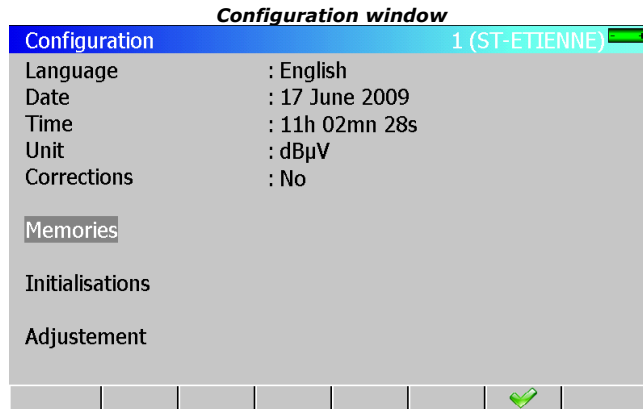 Configuration window
Configuration 1 (ST-ETIENNE)
Language : English
Date : 17 June 2009
Time : 11h 02mn 28s
Unit : dBµV
Corrections : No
Memories
Initialisations
Adjustement